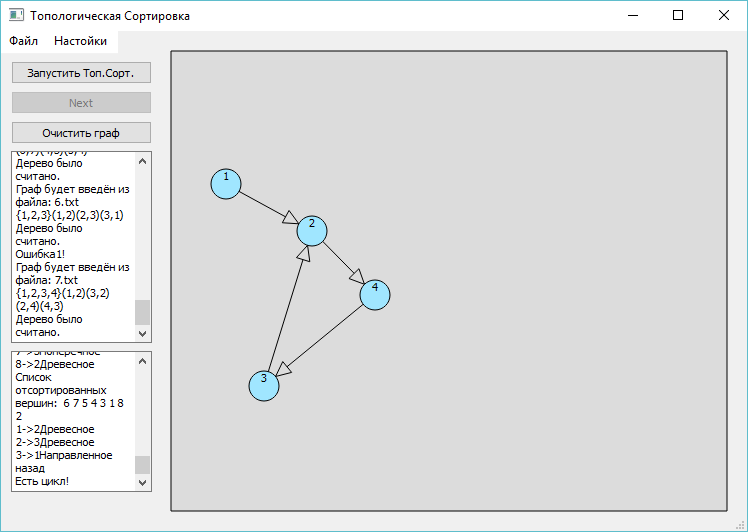 Топологическая Сортировка
Файл Настойки
Запустить Топ.Сорт.
Next
Очистить граф
Дерево было
считано.
Граф будет введён из
файла: 6.txt
{1,2,3}(1,2)(2,3)(3,1)
Дерево было
считано.
Ошибка1!
Граф будет введён из
файла: 7.txt
{1,2,3,4}(1,2)(3,2)
(2,4)(4,3)
Дерево было
считано.
8->2Древесное
Список
отсортированных
вершин: 6 7 5 4 3 1 8
2
1->2Древесное
2->3Древесное
3->1Направленное
назад
Есть цикл!
1
2
4
3